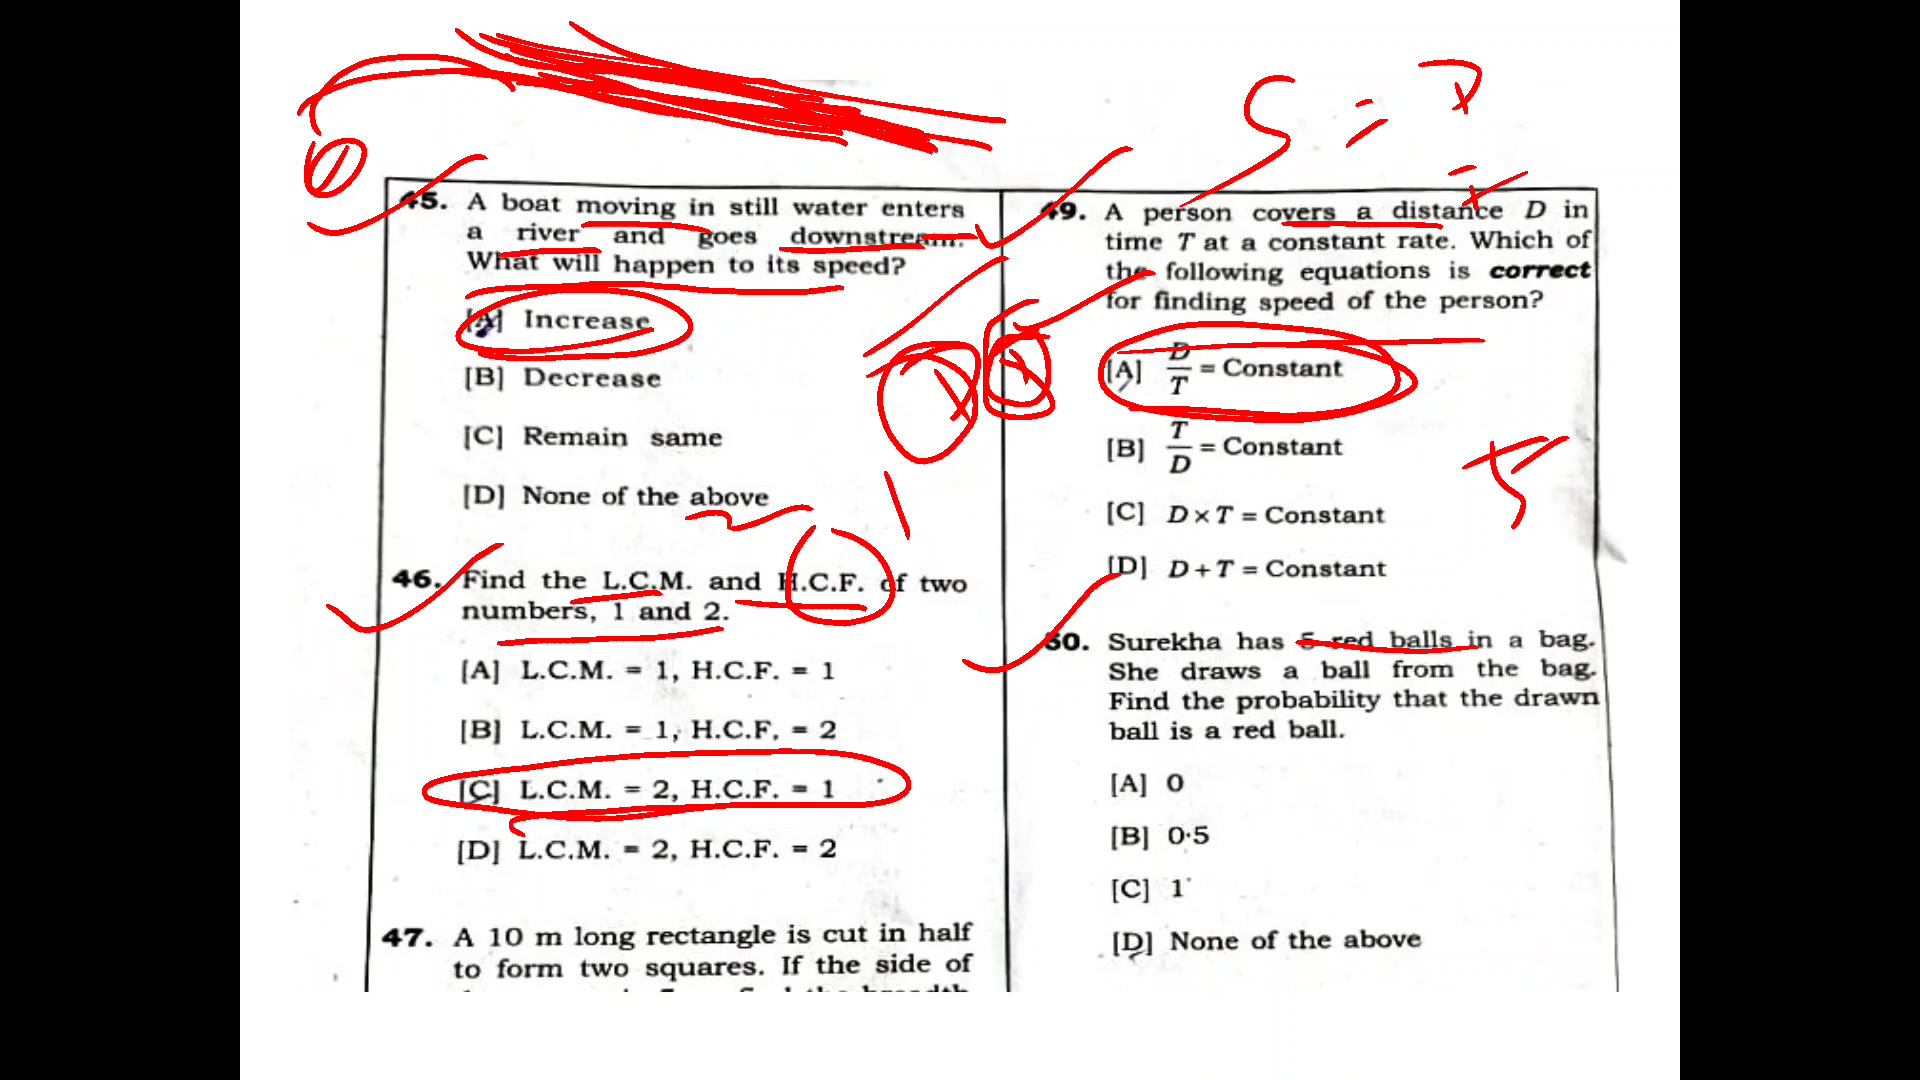 45. A boat moving in still water enters
a river and goes downstream.
What will happen to its speed?
[A] Increase
[B] Decrease
[C] Remain same
[D] None of the above
46. Find the L.C.M. and H.C.F. of two
numbers, 1 and 2.
[A] L.C.M. = 1, H.C.F. = 1
[B] L.C.M. = 1, H.C.F. = 2
[C] L.C.M. = 2, H.C.F. = 1
[D] L.C.M. = 2, H.C.F. = 2
47. A 10 m long rectangle is cut in half
to form two squares. If the side of
S =
49. A person covers a distance D in
time T at a constant rate. Which of
the following equations is correct
for finding speed of the person?
[A] D/T = Constant
[B] T/D = Constant
[C] D × T = Constant
[D] D + T = Constant
50. Surekha has 5 red balls in a bag.
She draws a ball from the bag.
Find the probability that the drawn
ball is a red ball.
[A] 0
[B] 0·5
[C] 1
[D] None of the above